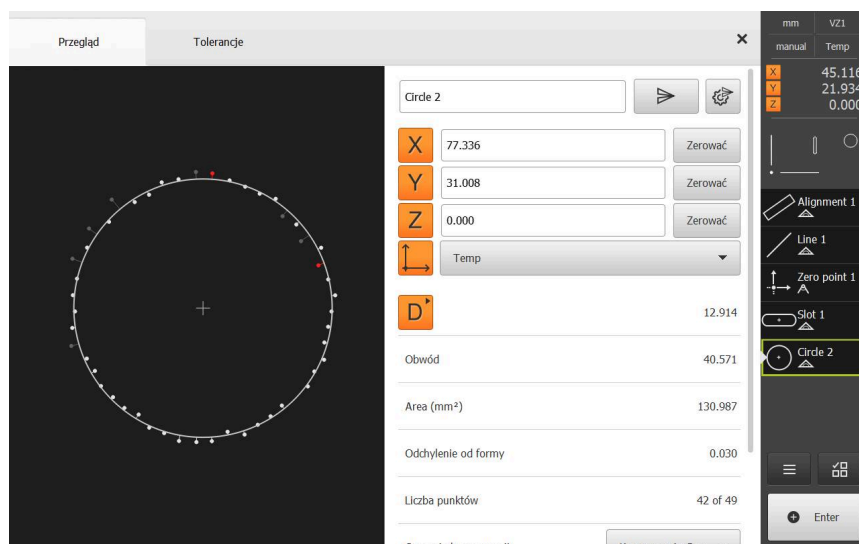 Przegląd
Tolerancje
mm VZ1
manual Temp
X 45.116
Y 21.934
Z 0.000
Circle 2
X 77.336 Zerować
Y 31.008 Zerować
Z 0.000 Zerować
Temp
D 12.914
Obwód 40.571
Area (mm²) 130.987
Odchylenie od formy 0.030
Liczba punktów 42 of 49
Alignment 1
Line 1
Zero point 1
Slot 1
Circle 2
Enter